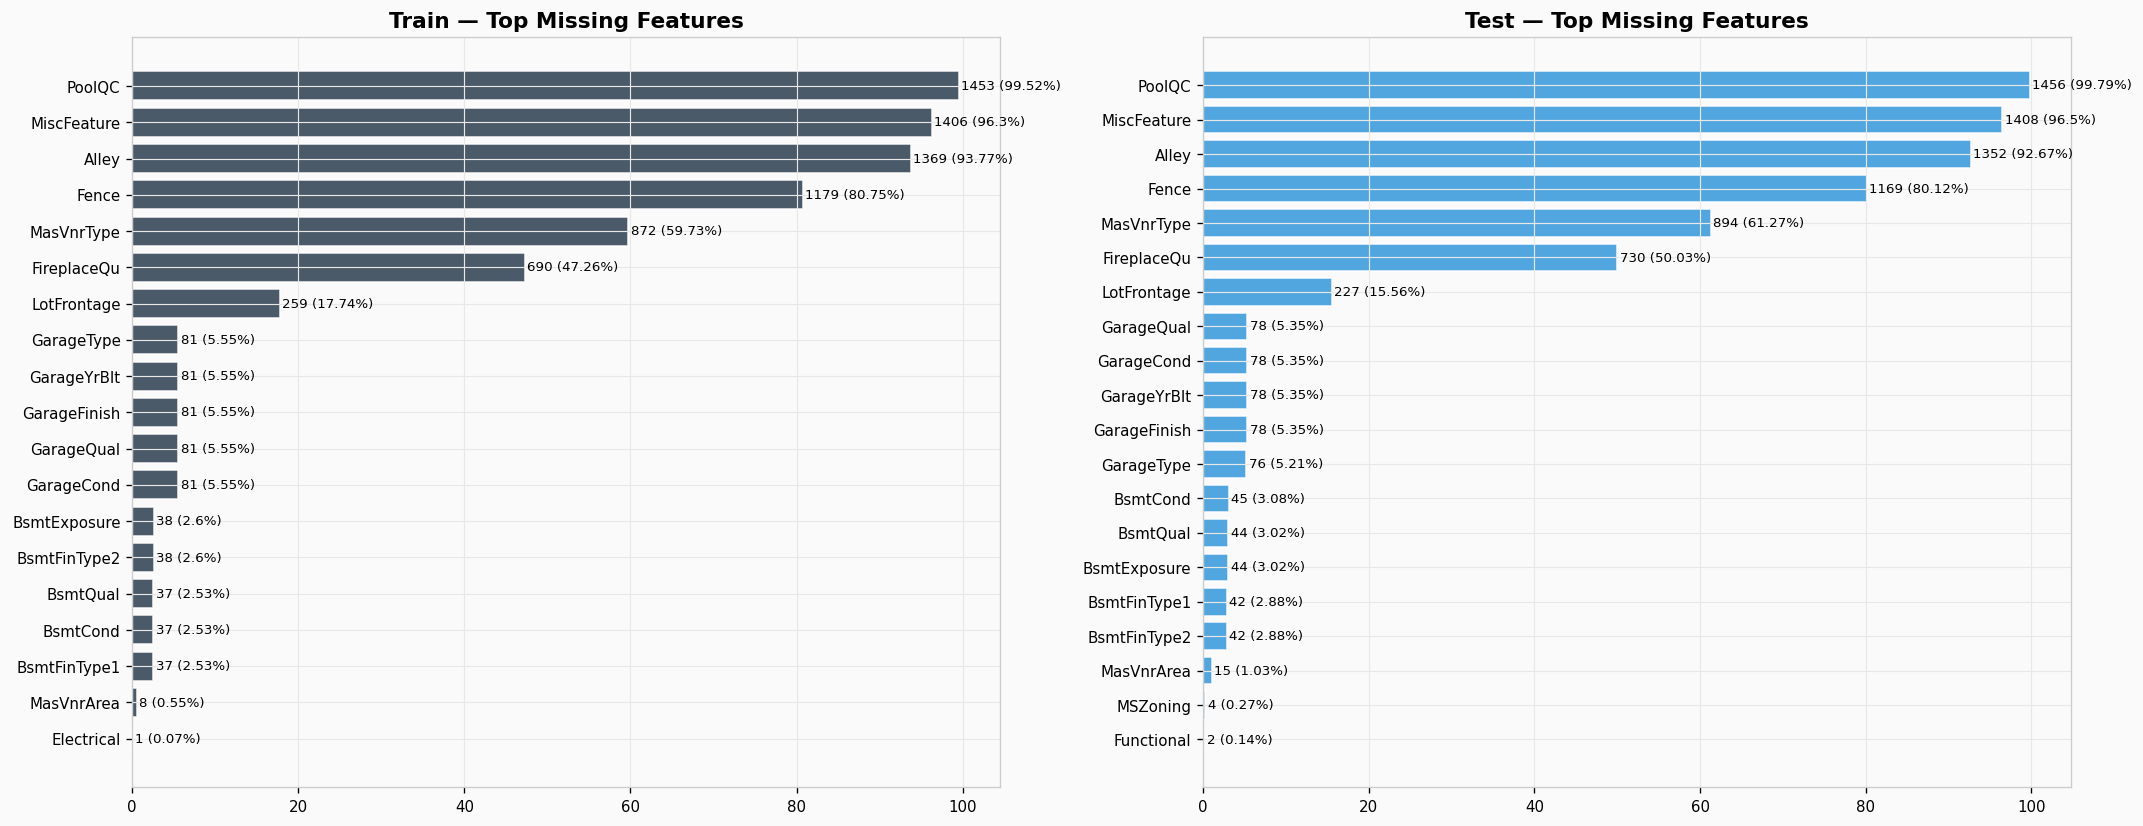 Train — Top Missing Features
PoolQC 1453 (99.52%)
MiscFeature 1406 (96.3%)
Alley 1369 (93.77%)
Fence 1179 (80.75%)
MasVnrType 872 (59.73%)
FireplaceQu 690 (47.26%)
LotFrontage 259 (17.74%)
GarageType 81 (5.55%)
GarageYrBlt 81 (5.55%)
GarageFinish 81 (5.55%)
GarageQual 81 (5.55%)
GarageCond 81 (5.55%)
BsmtExposure 38 (2.6%)
BsmtFinType2 38 (2.6%)
BsmtQual 37 (2.53%)
BsmtCond 37 (2.53%)
BsmtFinType1 37 (2.53%)
MasVnrArea 8 (0.55%)
Electrical 1 (0.07%)
0 20 40 60 80 100
Test — Top Missing Features
PoolQC 1456 (99.79%)
MiscFeature 1408 (96.5%)
Alley 1352 (92.67%)
Fence 1169 (80.12%)
MasVnrType 894 (61.27%)
FireplaceQu 730 (50.03%)
LotFrontage 227 (15.56%)
GarageQual 78 (5.35%)
GarageCond 78 (5.35%)
GarageYrBlt 78 (5.35%)
GarageFinish 78 (5.35%)
GarageType 76 (5.21%)
BsmtCond 45 (3.08%)
BsmtQual 44 (3.02%)
BsmtExposure 44 (3.02%)
BsmtFinType1 42 (2.88%)
BsmtFinType2 42 (2.88%)
MasVnrArea 15 (1.03%)
MSZoning 4 (0.27%)
Functional 2 (0.14%)
0 20 40 60 80 100